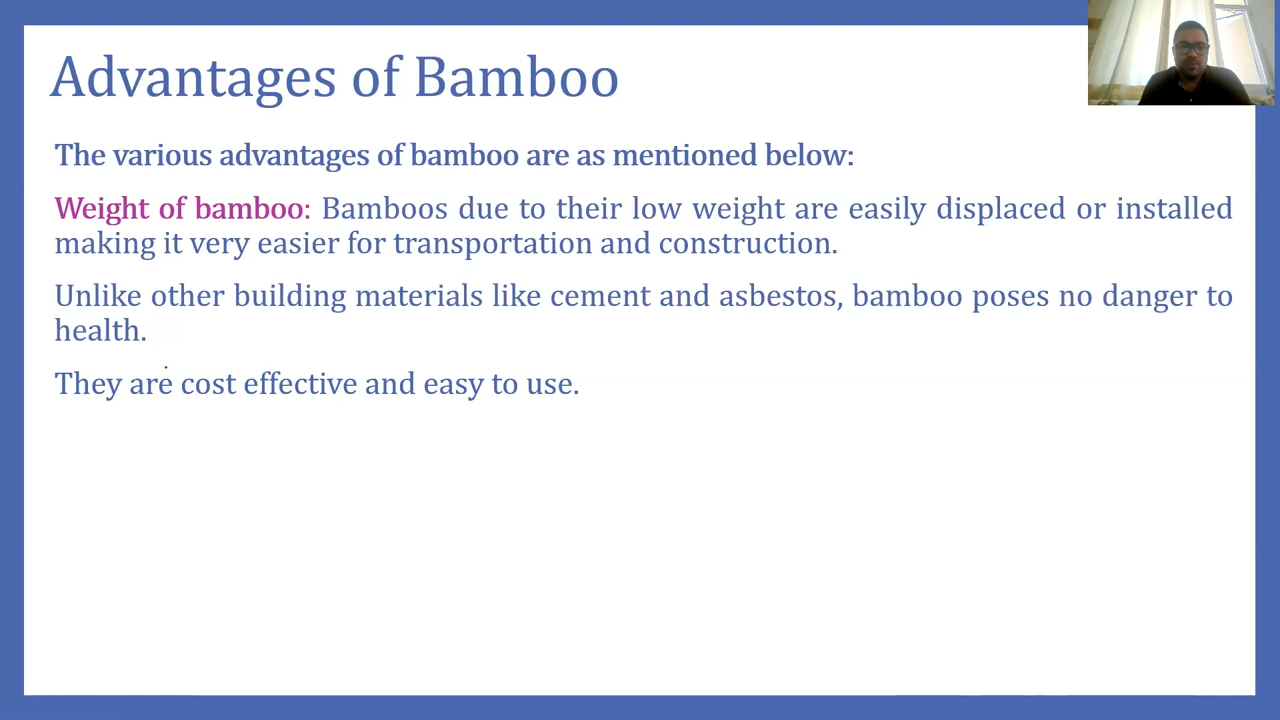 Advantages of Bamboo
The various advantages of bamboo are as mentioned below:
Weight of bamboo: Bamboos due to their low weight are easily displaced or installed
making it very easier for transportation and construction.
Unlike other building materials like cement and asbestos, bamboo poses no danger to
health.
They are cost effective and easy to use.